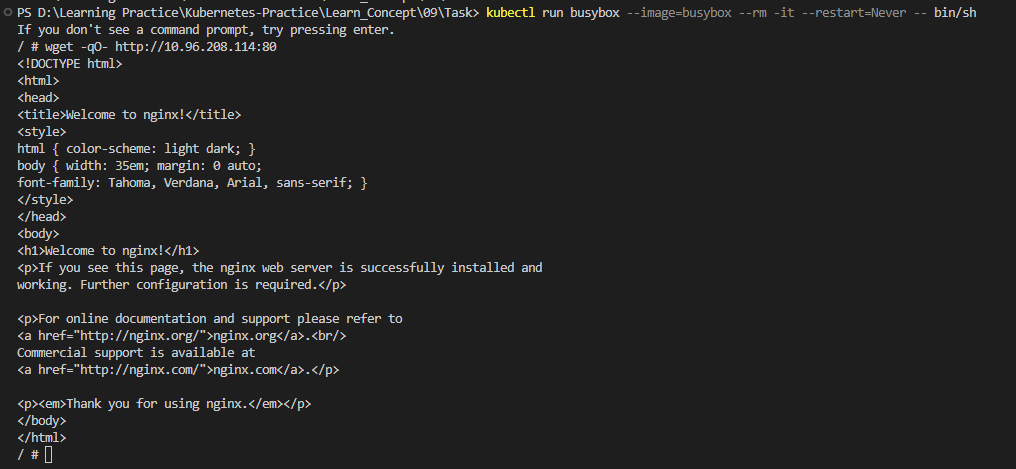 PS D:\Learning Practice\Kubernetes-Practice\Learn_Concept\09\Task> kubectl run busybox --image=busybox --rm -it --restart=Never -- bin/sh
If you don't see a command prompt, try pressing enter.
/ # wget -qO- http://10.96.208.114:80
<!DOCTYPE html>
<html>
<head>
<title>Welcome to nginx!</title>
<style>
html { color-scheme: light dark; }
body { width: 35em; margin: 0 auto;
font-family: Tahoma, Verdana, Arial, sans-serif; }
</style>
</head>
<body>
<h1>Welcome to nginx!</h1>
<p>If you see this page, the nginx web server is successfully installed and
working. Further configuration is required.</p>
<p>For online documentation and support please refer to
<a href="http://nginx.org/">nginx.org</a>.<br/>
Commercial support is available at
<a href="http://nginx.com/">nginx.com</a>.</p>
<p><em>Thank you for using nginx.</em></p>
</body>
</html>
/ #